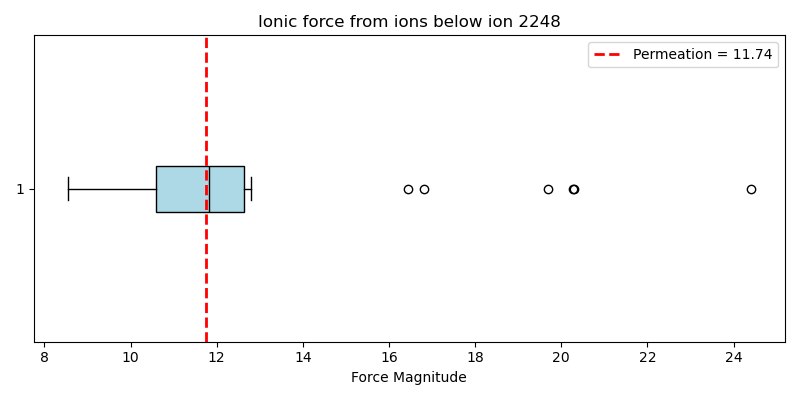 Ionic force from ions below ion 2248
Permeation = 11.74
1
8 10 12 14 16 18 20 22 24
Force Magnitude